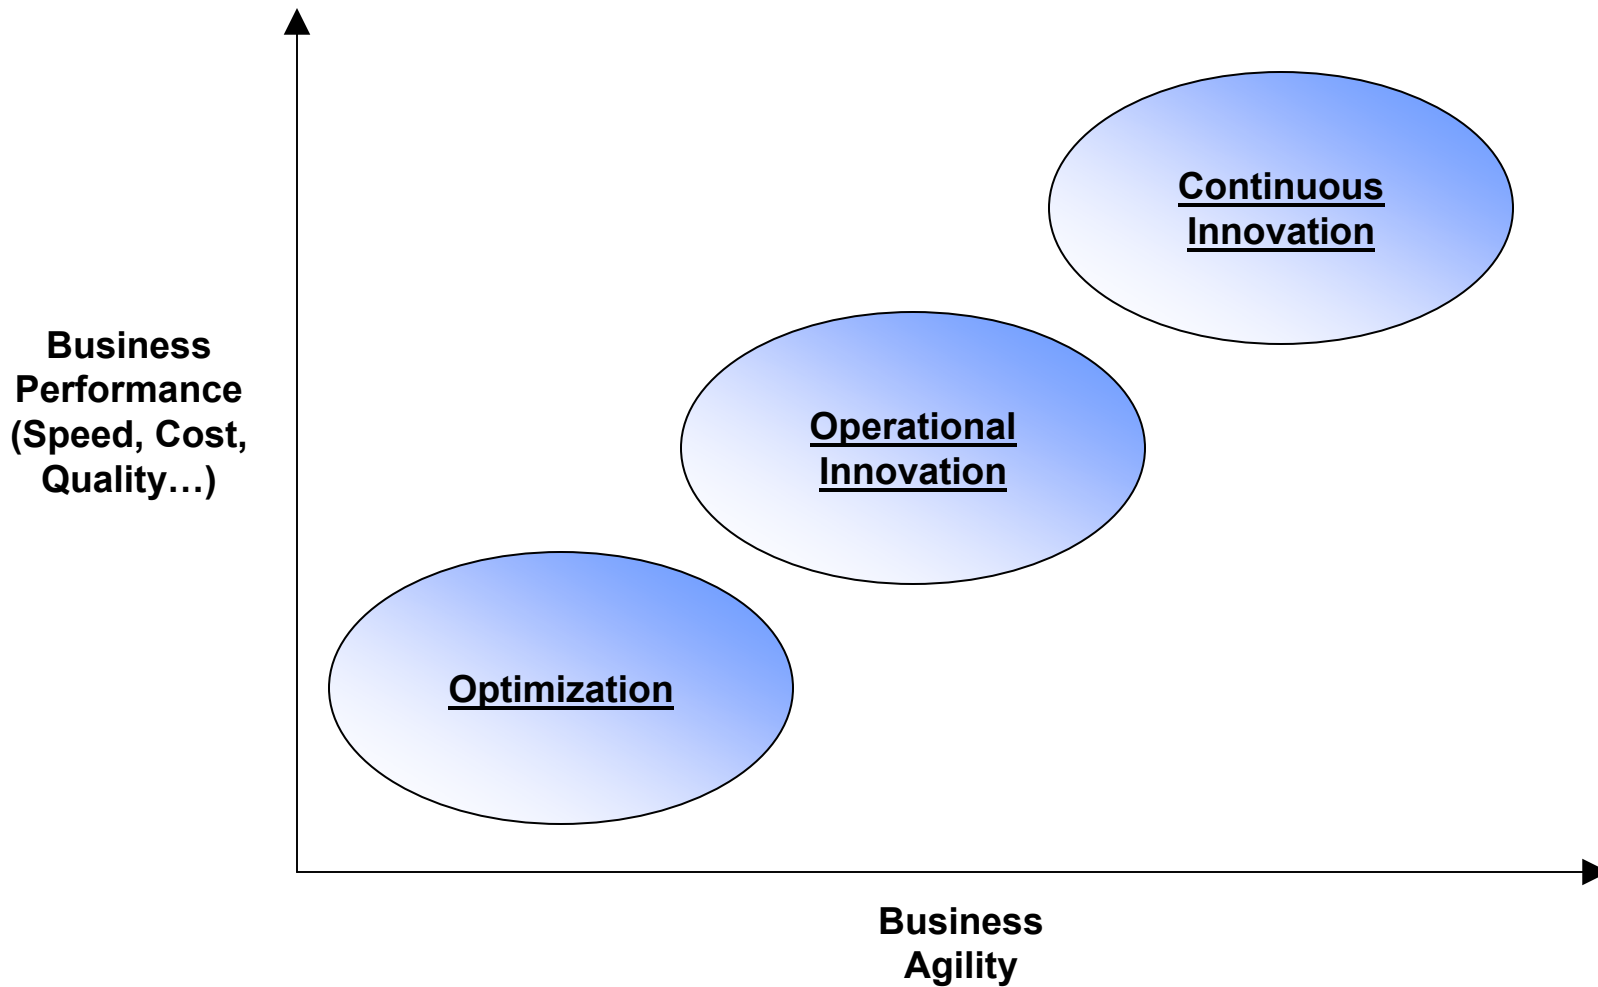 Continuous
Innovation
Business
Performance
(Speed, Cost,
Quality…)
Operational
Innovation
Optimization
Business
Agility